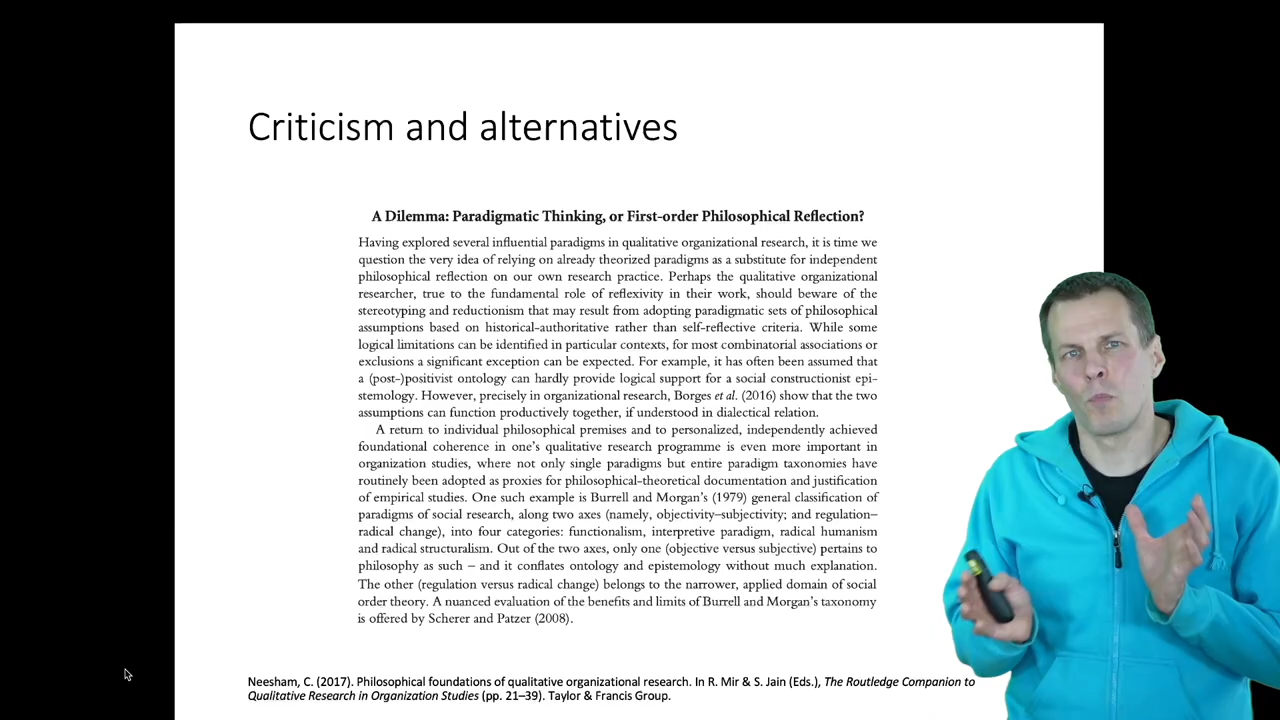 Criticism and alternatives
A Dilemma: Paradigmatic Thinking, or First-order Philosophical Reflection?
Having explored several influential paradigms in qualitative organizational research, it is time we
question the very idea of relying on already theorized paradigms as a substitute for independent
philosophical reflection on our own research practice. Perhaps the qualitative organizational
researcher, true to the fundamental role of reflexivity in their work, should beware of the
stereotyping and reductionism that may result from adopting paradigmatic sets of philosophical
assumptions based on historical-authoritative rather than self-reflective criteria. While some
logical limitations can be identified in particular contexts, for most combinatorial associations or
exclusions a significant exception can be expected. For example, it has often been assumed that
a (post-)positivist ontology can hardly provide logical support for a social constructionist epi-
stemology. However, precisely in organizational research, Borges et al. (2016) show that the two
assumptions can function productively together, if understood in dialectical relation.
A return to individual philosophical premises and to personalized, independently achieved
foundational coherence in one's qualitative research programme is even more important in
organization studies, where not only single paradigms but entire paradigm taxonomies have
routinely been adopted as proxies for philosophical-theoretical documentation and justification
of empirical studies. One such example is Burrell and Morgan's (1979) general classification of
paradigms of social research, along two axes (namely, objectivity–subjectivity; and regulation–
radical change), into four categories: functionalism, interpretive paradigm, radical humanism
and radical structuralism. Out of the two axes, only one (objective versus subjective) pertains to
philosophy as such – and it conflates ontology and epistemology without much explanation.
The other (regulation versus radical change) belongs to the narrower, applied domain of social
order theory. A nuanced evaluation of the benefits and limits of Burrell and Morgan's taxonomy
is offered by Scherer and Patzer (2008).
Neesham, C. (2017). Philosophical foundations of qualitative organizational research. In R. Mir & S. Jain (Eds.), The Routledge Companion to
Qualitative Research in Organization Studies (pp. 21–39). Taylor & Francis Group.